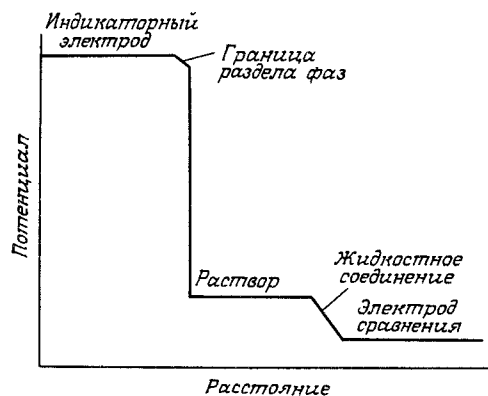 Индикаторный
электрод
Граница
раздела фаз
Потенциал
Раствор
Жидкостное
соединение
Электрод
сравнения
Расстояние